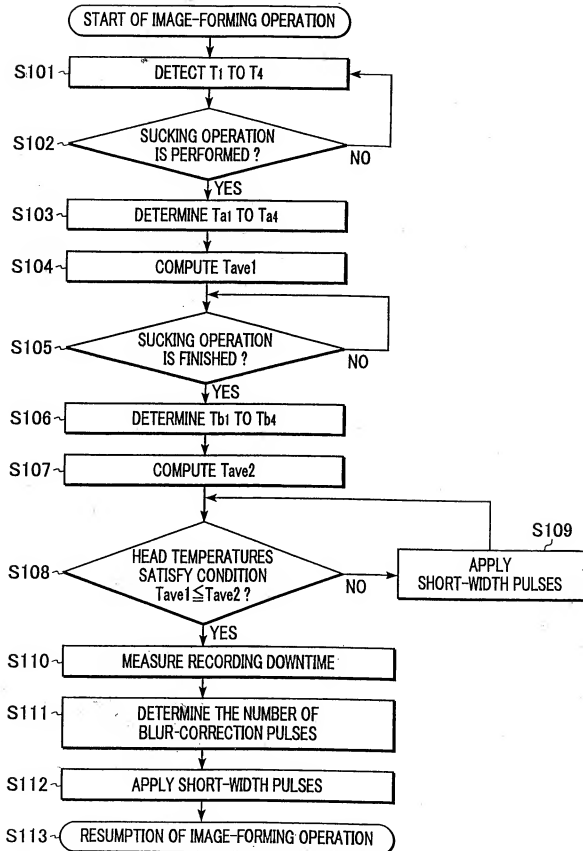 START OF IMAGE-FORMING OPERATION
S101
DETECT T1 TO T4
S102
SUCKING OPERATION
IS PERFORMED ?
NO
YES
S103
DETERMINE Ta1 TO Ta4
S104
COMPUTE Tave1
S105
SUCKING OPERATION
IS FINISHED ?
NO
YES
S106
DETERMINE Tb1 TO Tb4
S107
COMPUTE Tave2
S108
HEAD TEMPERATURES
SATISFY CONDITION
Tave1≦Tave2 ?
NO
S109
APPLY
SHORT-WIDTH PULSES
YES
S110
MEASURE RECORDING DOWNTIME
S111
DETERMINE THE NUMBER OF
BLUR-CORRECTION PULSES
S112
APPLY SHORT-WIDTH PULSES
S113
RESUMPTION OF IMAGE-FORMING OPERATION